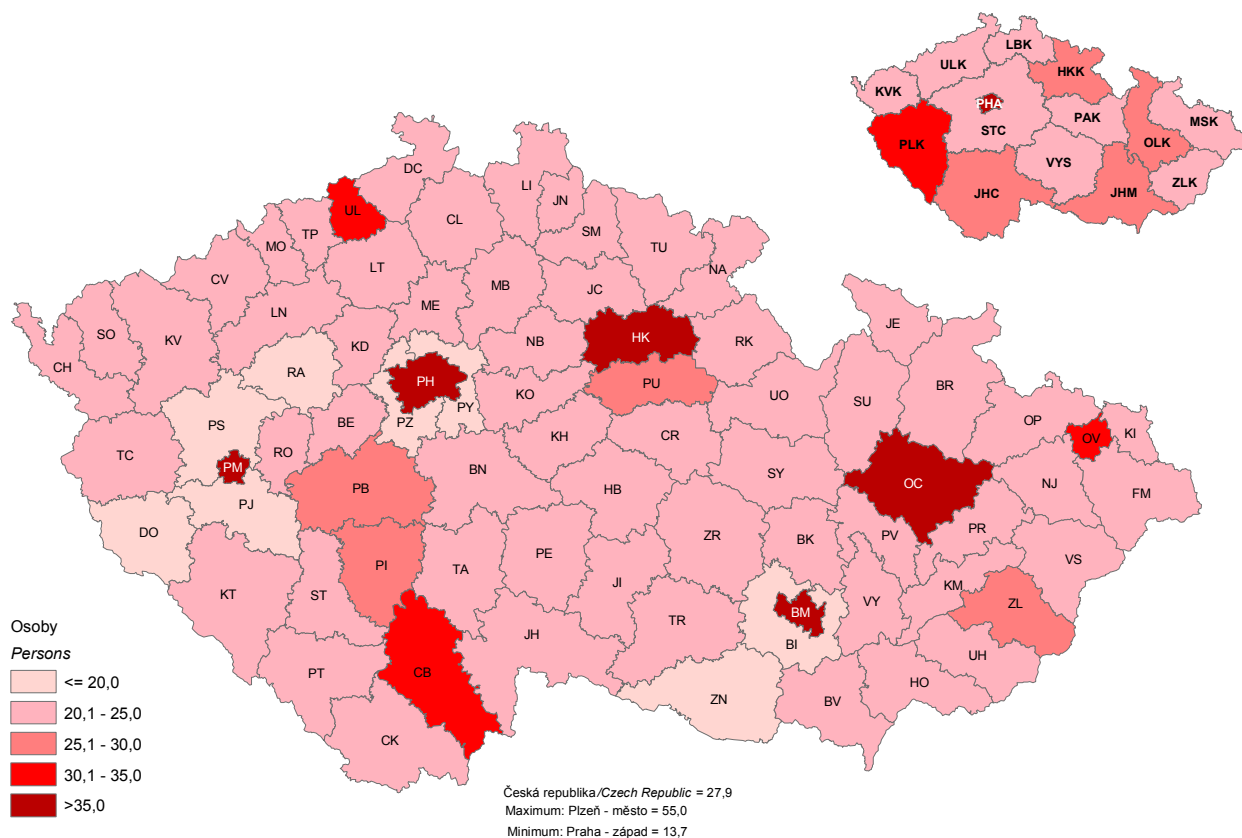 LBK
ULK
HKK
KVK
PHA
PAK
MSK
STC
PLK
OLK
VYS
ZLK
JHC
JHM
DC
LI
JN
UL
CL
SM
TP
MO
TU
LT
NA
CV
MB
JC
ME
LN
SO
KV
HK
JE
NB
RK
KD
CH
RA
PH
PU
BR
PY
KO
UO
SU
BE
PZ
PS
OP
KI
OV
CR
KH
RO
TC
PM
BN
SY
OC
NJ
FM
PB
HB
PJ
DO
PR
ZR
PV
BK
PE
VS
PI
TA
JI
KT
ST
KM
VY
ZL
BM
TR
JH
BI
UH
PT
CB
HO
ZN
BV
CK
Osoby
Persons
<= 20,0
20,1 - 25,0
25,1 - 30,0
30,1 - 35,0
>35,0
Česká republika/Czech Republic = 27,9
Maximum: Plzeň - město = 55,0
Minimum: Praha - západ = 13,7